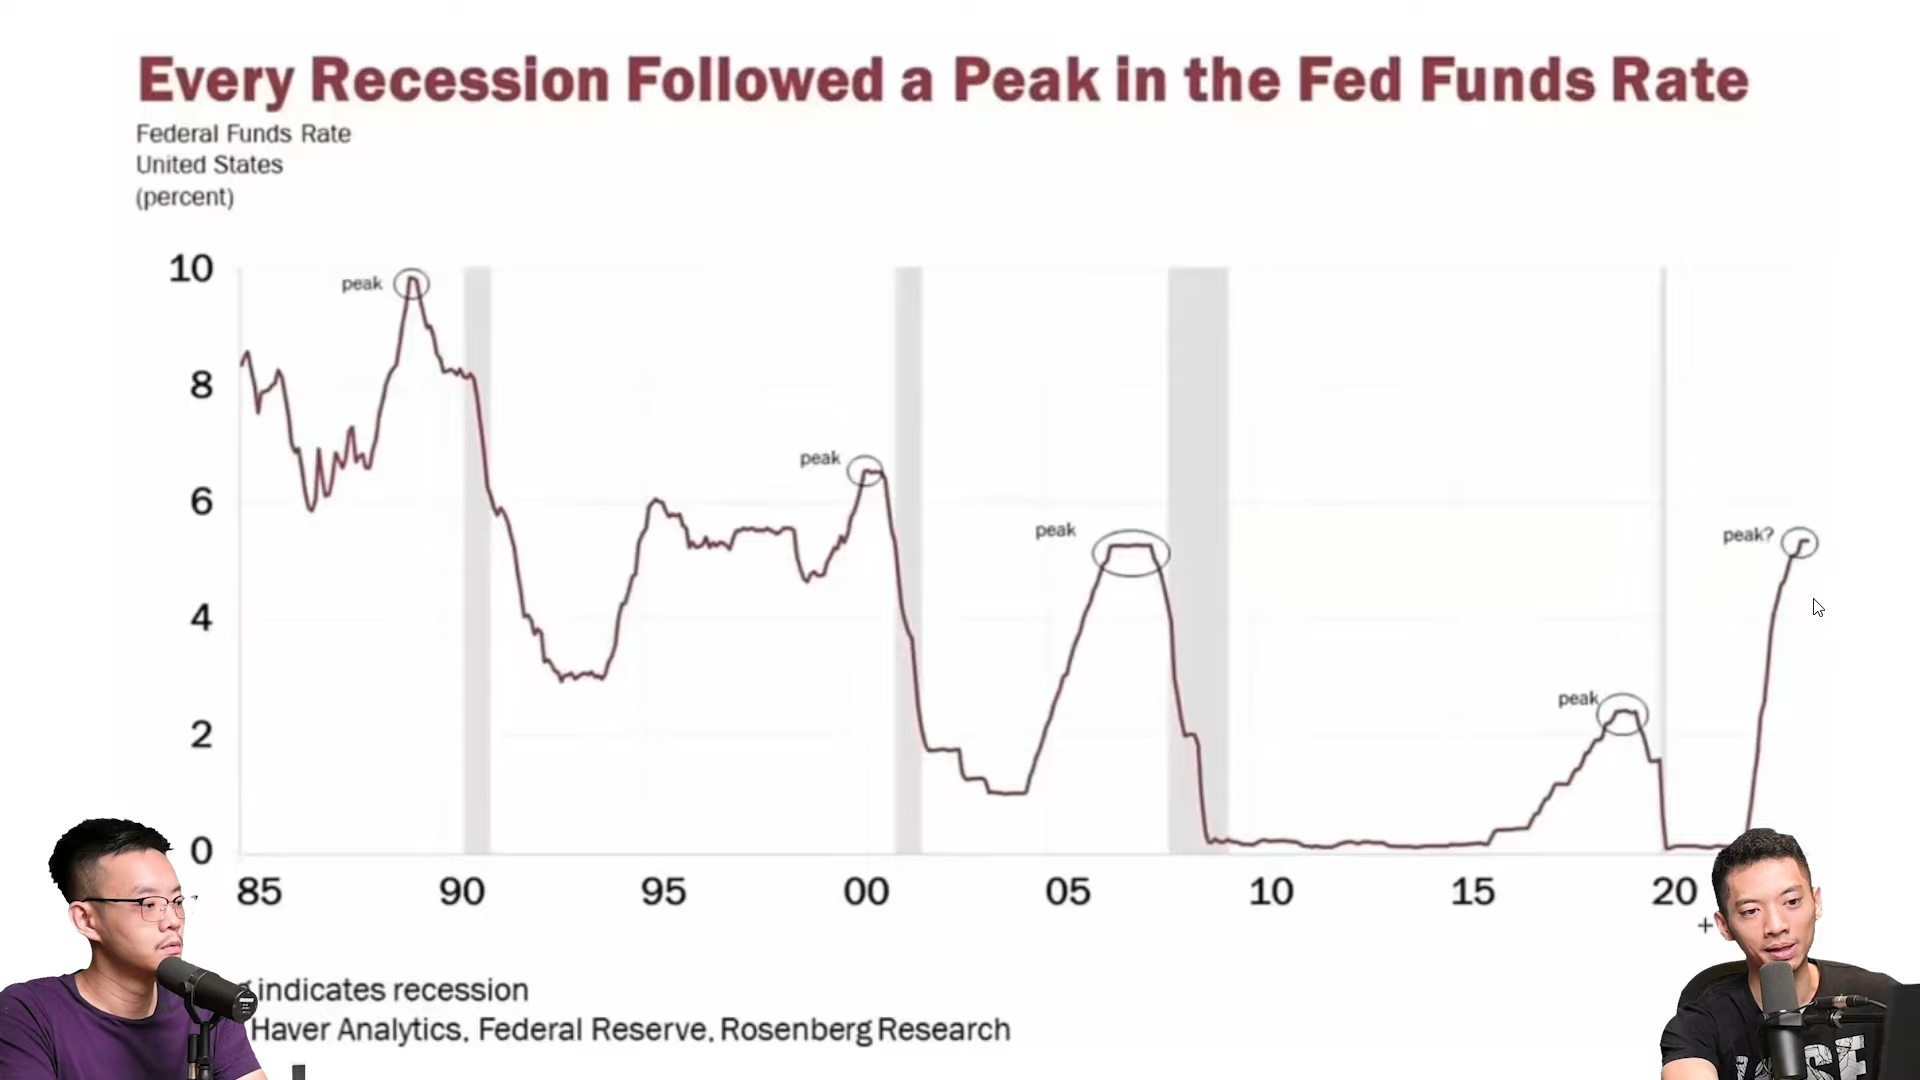 Every Recession Followed a Peak in the Fed Funds Rate
Federal Funds Rate
United States
(percent)
10
peak
8
peak
6
peak
peak?
4
peak
2
0
85 90 95 00 05 10 15 20
indicates recession
Haver Analytics, Federal Reserve, Rosenberg Research